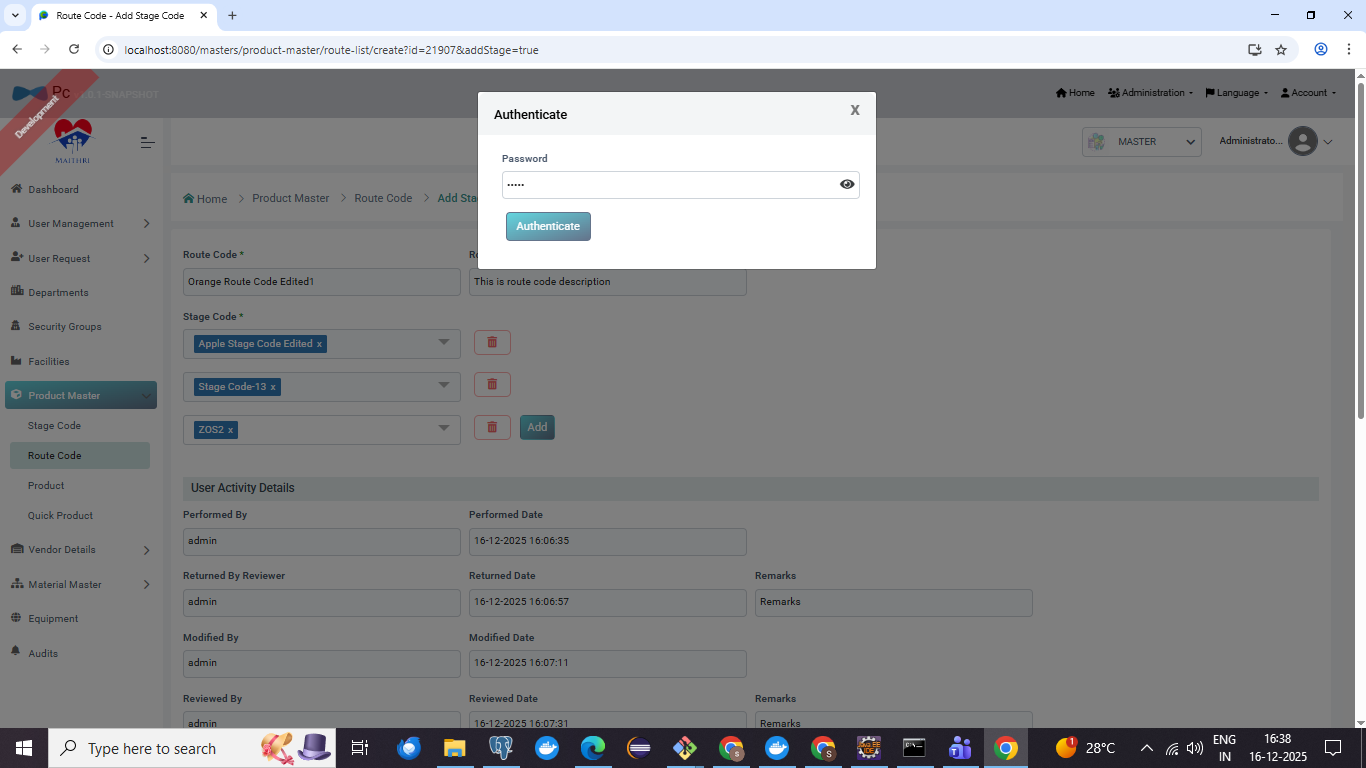 Route Code - Add Stage Code
localhost:8080/masters/product-master/route-list/create?id=21907&addStage=true
Development
Pc
Home
Administration
Language
Account
MAITHRI
MASTER
Administrato...
Authenticate
X
Password
•••••
Authenticate
Dashboard
User Management
User Request
Departments
Security Groups
Facilities
Product Master
Stage Code
Route Code
Product
Quick Product
Vendor Details
Material Master
Equipment
Audits
Home > Product Master > Route Code > Add Sta
Route Code *
Orange Route Code Edited1
This is route code description
Stage Code *
Apple Stage Code Edited x
Stage Code-13 x
ZOS2 x
Add
User Activity Details
Performed By
Performed Date
admin
16-12-2025 16:06:35
Returned By Reviewer
Returned Date
Remarks
admin
16-12-2025 16:06:57
Remarks
Modified By
Modified Date
admin
16-12-2025 16:07:11
Reviewed By
Reviewed Date
Remarks
admin
16-12-2025 16:07:31
Remarks
Type here to search
1
28°C
ENG
IN
16:38
16-12-2025